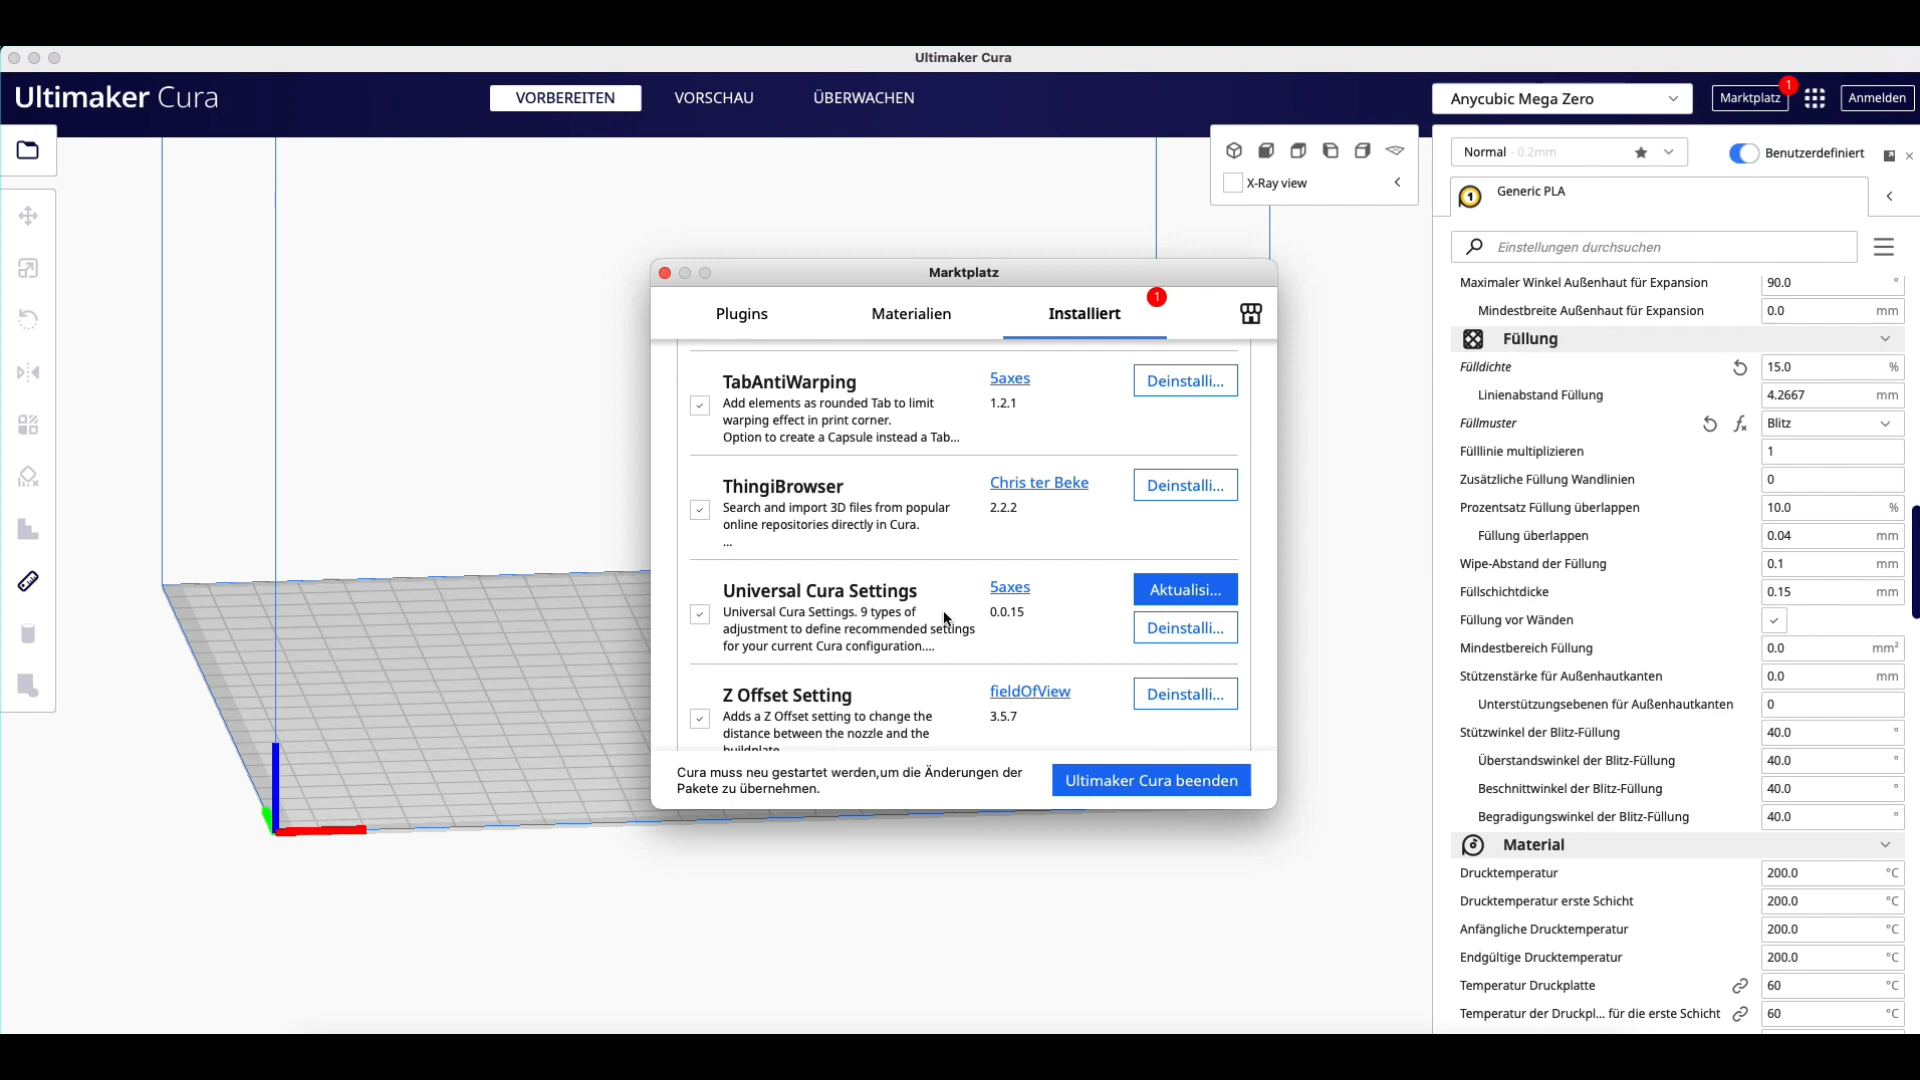 Ultimaker Cura
Ultimaker Cura
VORBEREITEN
VORSCHAU
ÜBERWACHEN
Anycubic Mega Zero
Marktplatz
1
Anmelden
X-Ray view
Normal - 0.2mm
Benutzerdefiniert
1
Generic PLA
Einstellungen durchsuchen
Maximaler Winkel Außenhaut für Expansion 90.0 °
Mindestbreite Außenhaut für Expansion 0.0 mm
Füllung
Fülldichte 15.0 %
Linienabstand Füllung 4.2667 mm
Füllmuster Blitz
Fülllinie multiplizieren 1
Zusätzliche Füllung Wandlinien 0
Prozentsatz Füllung überlappen 10.0 %
Füllung überlappen 0.04 mm
Wipe-Abstand der Füllung 0.1 mm
Füllschichtdicke 0.15 mm
Füllung vor Wänden
Mindestbereich Füllung 0.0 mm²
Stützenstärke für Außenhautkanten 0.0 mm
Unterstützungsebenen für Außenhautkanten 0
Stützwinkel der Blitz-Füllung 40.0 °
Überstandswinkel der Blitz-Füllung 40.0 °
Beschnittwinkel der Blitz-Füllung 40.0 °
Begradigungswinkel der Blitz-Füllung 40.0 °
Material
Drucktemperatur 200.0 °C
Drucktemperatur erste Schicht 200.0 °C
Anfängliche Drucktemperatur 200.0 °C
Endgültige Drucktemperatur 200.0 °C
Temperatur Druckplatte 60 °C
Temperatur der Druckpl... für die erste Schicht 60 °C
Marktplatz
Plugins
Materialien
Installiert
1
TabAntiWarping
Add elements as rounded Tab to limit
warping effect in print corner.
Option to create a Capsule instead a Tab...
5axes
1.2.1
Deinstalli...
ThingiBrowser
Search and import 3D files from popular
online repositories directly in Cura.
...
Chris ter Beke
2.2.2
Deinstalli...
Universal Cura Settings
Universal Cura Settings. 9 types of
adjustment to define recommended settings
for your current Cura configuration....
5axes
0.0.15
Aktualisi...
Deinstalli...
Z Offset Setting
Adds a Z Offset setting to change the
distance between the nozzle and the
buildplate
fieldOfView
3.5.7
Deinstalli...
Cura muss neu gestartet werden,um die Änderungen der
Pakete zu übernehmen.
Ultimaker Cura beenden